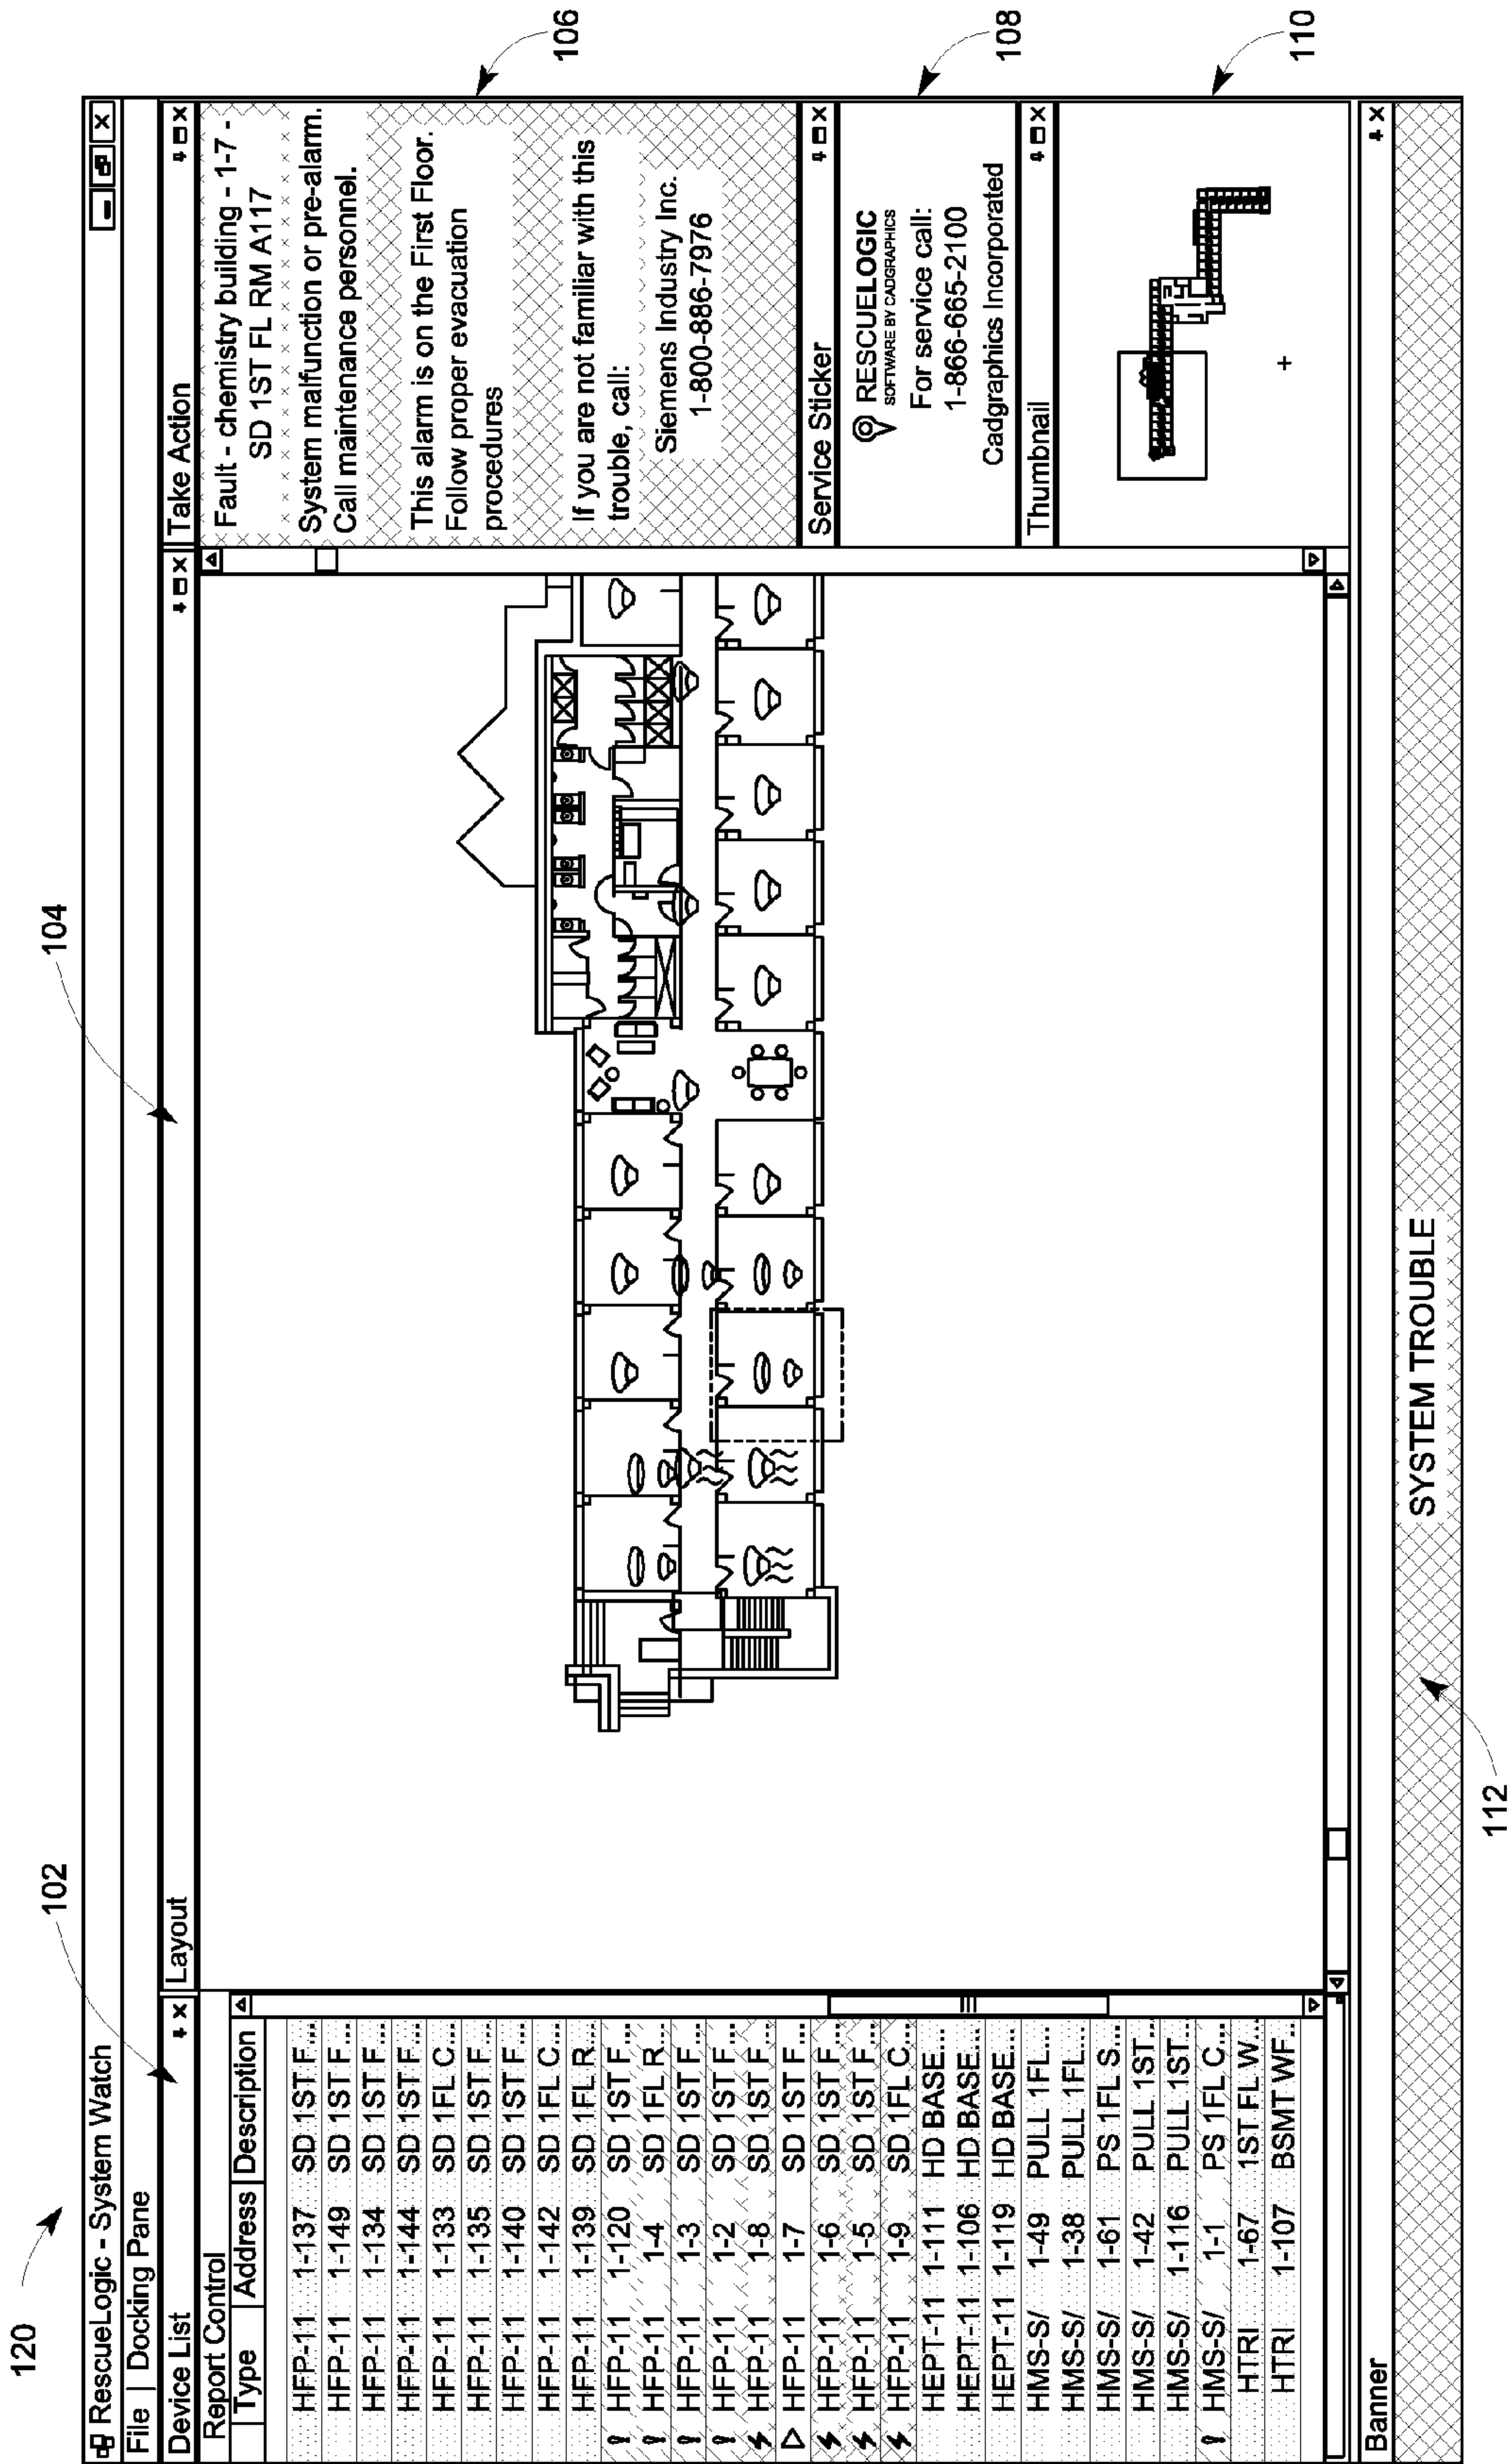 120
102
104
106
108
110
112
RescueLogic - System Watch
File | Docking Pane
Device List
Report Control
Type Address Description
HFP-11 1-137 SD 1ST F...
HFP-11 1-149 SD 1ST F...
HFP-11 1-134 SD 1ST F...
HFP-11 1-144 SD 1ST F...
HFP-11 1-133 SD 1FL C...
HFP-11 1-135 SD 1ST F...
HFP-11 1-140 SD 1ST F...
HFP-11 1-142 SD 1FL C...
HFP-11 1-139 SD 1FL R...
HFP-11 1-120 SD 1ST F...
HFP-11 1-4 SD 1FL R...
HFP-11 1-3 SD 1ST F...
HFP-11 1-2 SD 1ST F...
HFP-11 1-8 SD 1ST F...
HFP-11 1-7 SD 1ST F...
HFP-11 1-6 SD 1ST F...
HFP-11 1-5 SD 1ST F...
HFP-11 1-9 SD 1FL C...
HEPT-11 1-111 HD BASE...
HEPT-11 1-106 HD BASE...
HEPT-11 1-119 HD BASE...
HMS-S/ 1-49 PULL 1FL...
HMS-S/ 1-38 PULL 1FL...
HMS-S/ 1-61 PS 1FL S...
HMS-S/ 1-42 PULL 1ST...
HMS-S/ 1-116 PULL 1ST...
HMS-S/ 1-1 PS 1FL C...
HTRI 1-67 1ST FL W...
HTRI 1-107 BSMT WF...
Layout
Take Action
Fault - chemistry building - 1-7 -
SD 1ST FL RM A117
System malfunction or pre-alarm.
Call maintenance personnel.
This alarm is on the First Floor.
Follow proper evacuation
procedures
If you are not familiar with this
trouble, call:
Siemens Industry Inc.
1-800-886-7976
Service Sticker
RESCUELOGIC
SOFTWARE BY CADGRAPHICS
For service call:
1-866-665-2100
Cadgraphics Incorporated
Thumbnail
Banner
SYSTEM TROUBLE